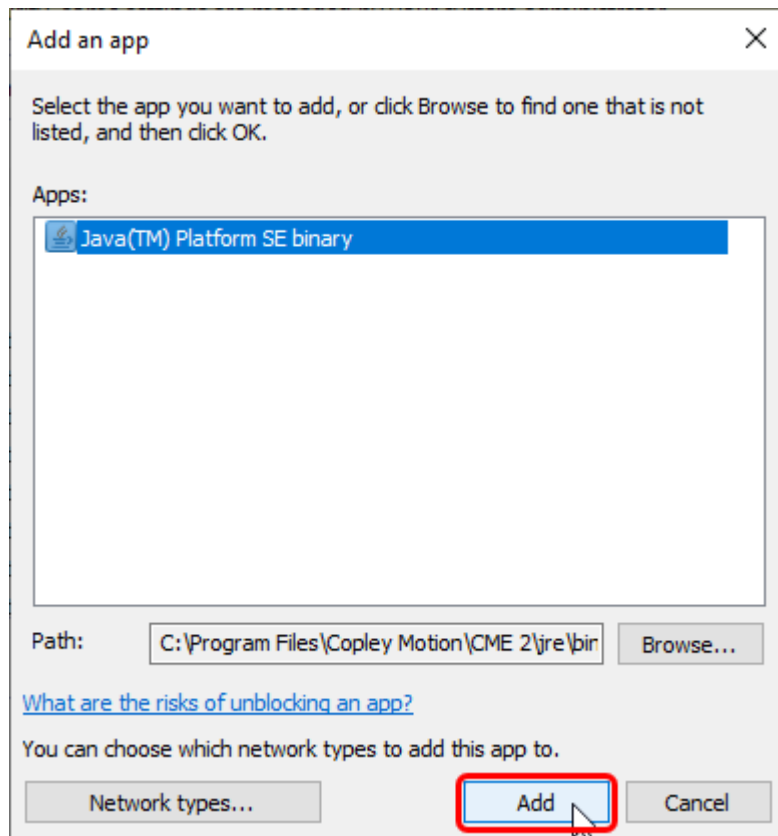 Add an app
Select the app you want to add, or click Browse to find one that is not
listed, and then click OK.
Apps:
Java(TM) Platform SE binary
Path: C:\Program Files\Copley Motion\CME 2\jre\bin Browse...
What are the risks of unblocking an app?
You can choose which network types to add this app to.
Network types... Add Cancel